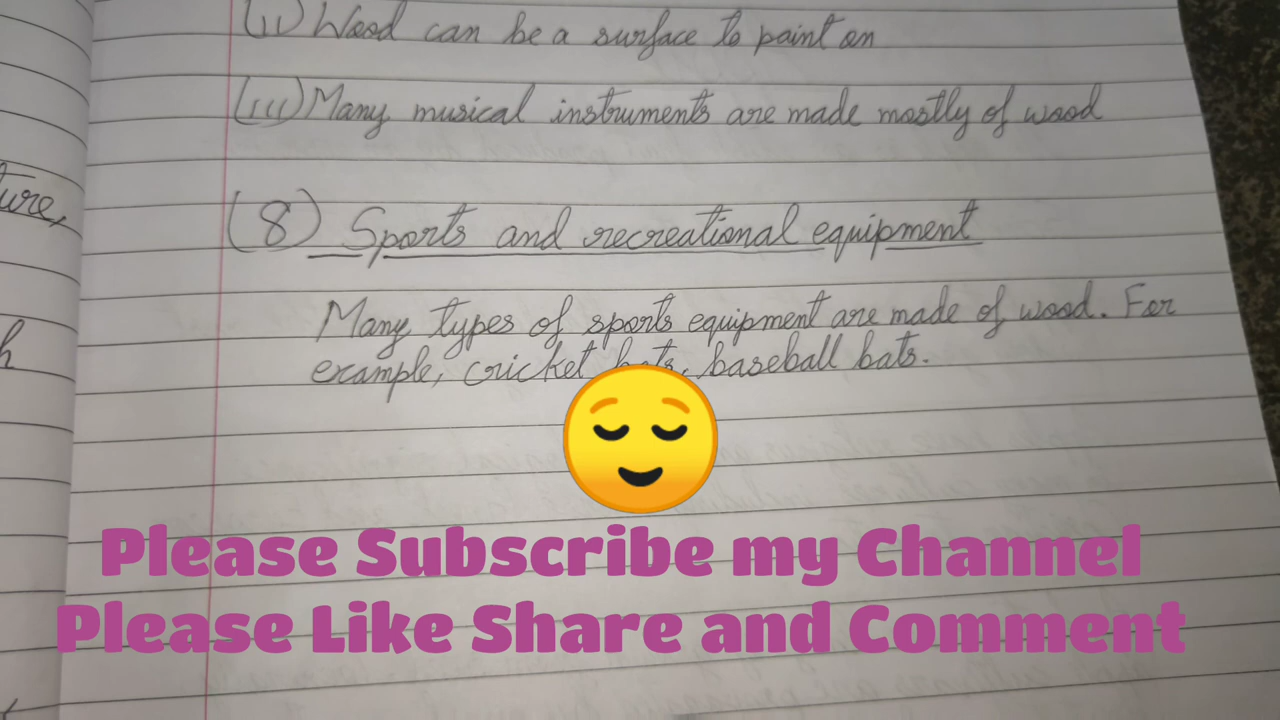 (ii) Wood can be a surface to paint on
(iii) Many musical instruments are made mostly of wood
ture,
(8) Sports and recreational equipment
Many types of sports equipment are made of wood. For
h
example, cricket bats, baseball bats.
Please Subscribe my Channel
Please Like Share and Comment